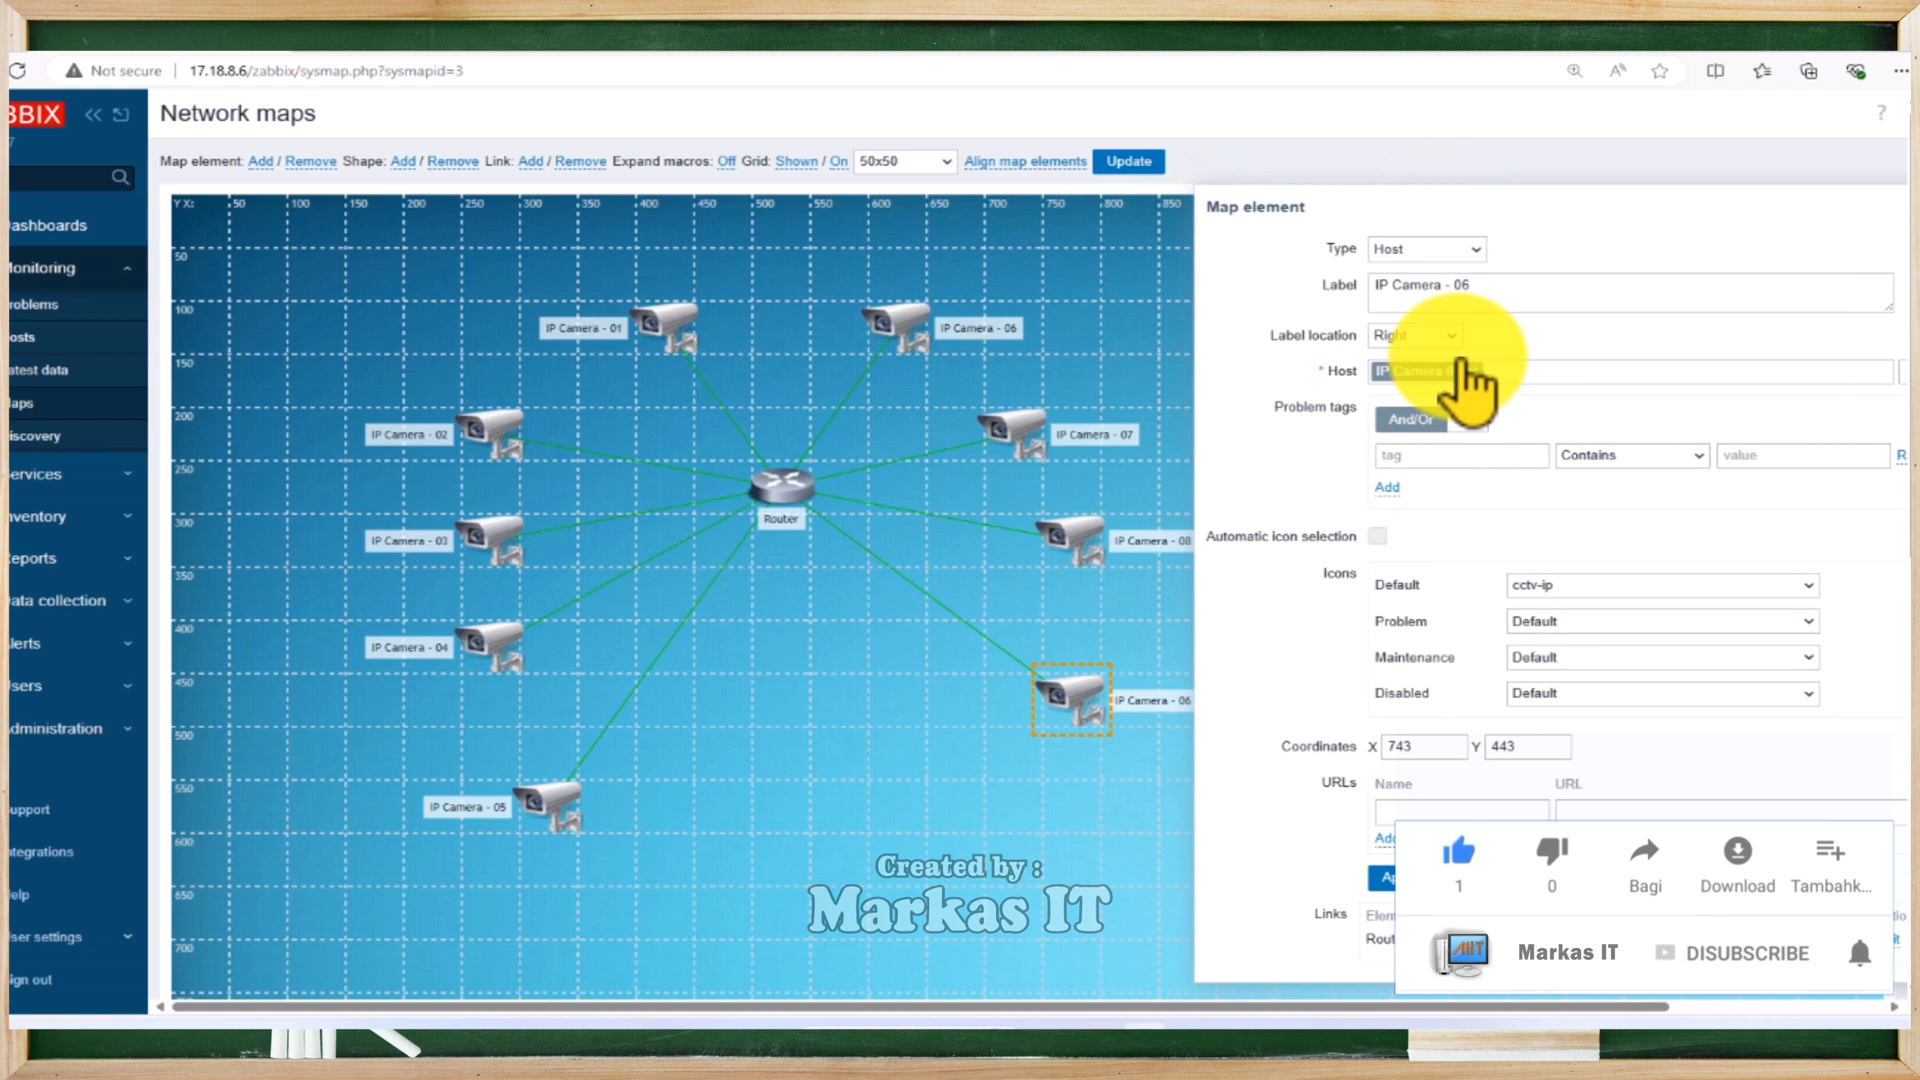 Not secure
17.18.8.6/zabbix/sysmap.php?sysmapid=3
BBIX
Network maps
?
Map element: Add / Remove Shape: Add / Remove Link: Add / Remove Expand macros: Off Grid: Shown / On 50x50 Align map elements Update
ashboards
onitoring
roblems
osts
atest data
aps
iscovery
ervices
nventory
eports
ata collection
lerts
sers
dministration
upport
ntegrations
elp
ser settings
ign out
Y X: 50 100 150 200 250 300 350 400 450 500 550 600 650 700 750 800 850
50
100
150
200
250
300
350
400
450
500
550
600
650
700
IP Camera - 01
IP Camera - 06
IP Camera - 02
IP Camera - 07
Router
IP Camera - 03
IP Camera - 08
IP Camera - 04
IP Camera - 06
IP Camera - 05
Created by :
Markas IT
Map element
Type Host
Label IP Camera - 06
Label location Right
* Host IP Camera
Problem tags And/Or
tag Contains value R
Add
Automatic icon selection
Icons Default cctv-ip
Problem Default
Maintenance Default
Disabled Default
Coordinates X 743 Y 443
URLs Name URL
Add
Ap
Links Elem
Rout
1 0 Bagi Download Tambahk...
Markas IT DISUBSCRIBE